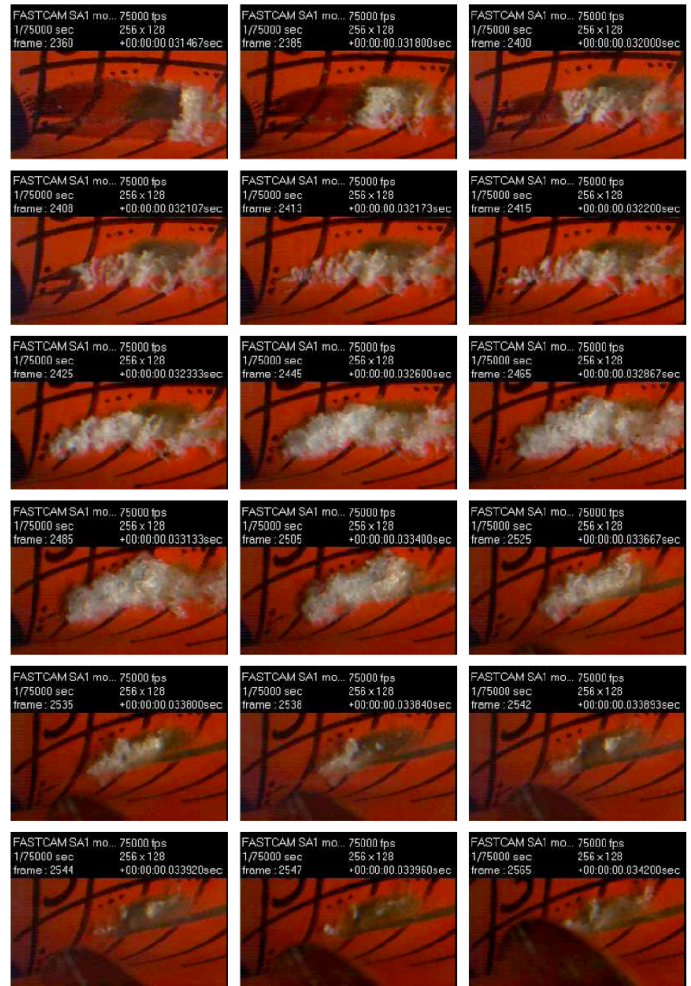 FASTCAM SA1 mo... 75000 fps
1/75000 sec 256 x 128
frame : 2360 +00:00:00.031467sec
FASTCAM SA1 mo... 75000 fps
1/75000 sec 256 x 128
frame : 2385 +00:00:00.031800sec
FASTCAM SA1 mo... 75000 fps
1/75000 sec 256 x 128
frame : 2400 +00:00:00.032000sec
FASTCAM SA1 mo... 75000 fps
1/75000 sec 256 x 128
frame : 2408 +00:00:00.032107sec
FASTCAM SA1 mo... 75000 fps
1/75000 sec 256 x 128
frame : 2413 +00:00:00.032173sec
FASTCAM SA1 mo... 75000 fps
1/75000 sec 256 x 128
frame : 2415 +00:00:00.032200sec
FASTCAM SA1 mo... 75000 fps
1/75000 sec 256 x 128
frame : 2425 +00:00:00.032333sec
FASTCAM SA1 mo... 75000 fps
1/75000 sec 256 x 128
frame : 2445 +00:00:00.032600sec
FASTCAM SA1 mo... 75000 fps
1/75000 sec 256 x 128
frame : 2465 +00:00:00.032867sec
FASTCAM SA1 mo... 75000 fps
1/75000 sec 256 x 128
frame : 2485 +00:00:00.033133sec
FASTCAM SA1 mo... 75000 fps
1/75000 sec 256 x 128
frame : 2505 +00:00:00.033400sec
FASTCAM SA1 mo... 75000 fps
1/75000 sec 256 x 128
frame : 2525 +00:00:00.033667sec
FASTCAM SA1 mo... 75000 fps
1/75000 sec 256 x 128
frame : 2535 +00:00:00.033800sec
FASTCAM SA1 mo... 75000 fps
1/75000 sec 256 x 128
frame : 2538 +00:00:00.033840sec
FASTCAM SA1 mo... 75000 fps
1/75000 sec 256 x 128
frame : 2542 +00:00:00.033893sec
FASTCAM SA1 mo... 75000 fps
1/75000 sec 256 x 128
frame : 2544 +00:00:00.033920sec
FASTCAM SA1 mo... 75000 fps
1/75000 sec 256 x 128
frame : 2547 +00:00:00.033960sec
FASTCAM SA1 mo... 75000 fps
1/75000 sec 256 x 128
frame : 2565 +00:00:00.034200sec